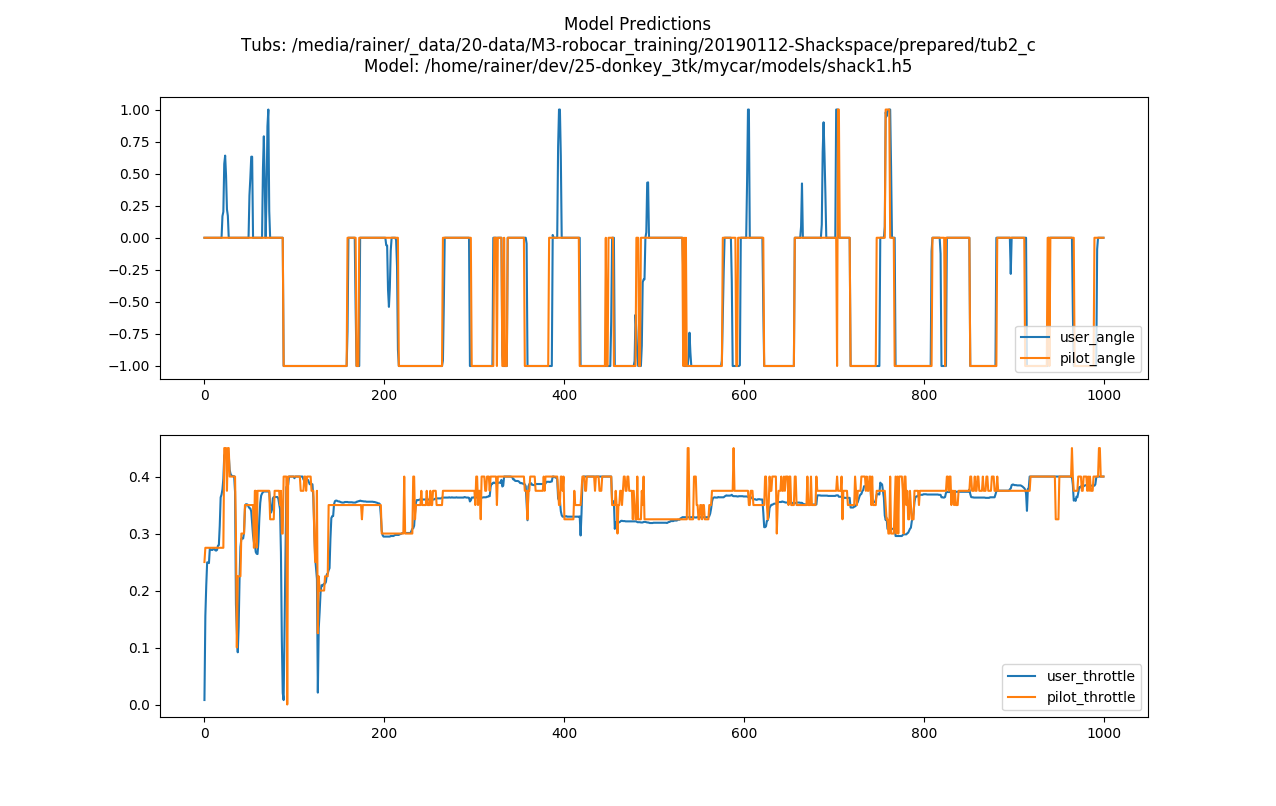 Model Predictions
Tubs: /media/rainer/_data/20-data/M3-robocar_training/20190112-Shackspace/prepared/tub2_c
Model: /home/rainer/dev/25-donkey_3tk/mycar/models/shack1.h5
1.00
0.75
0.50
0.25
0.00
−0.25
−0.50
−0.75
−1.00
user_angle
pilot_angle
0 200 400 600 800 1000
0.4
0.3
0.2
0.1
0.0
user_throttle
pilot_throttle
0 200 400 600 800 1000